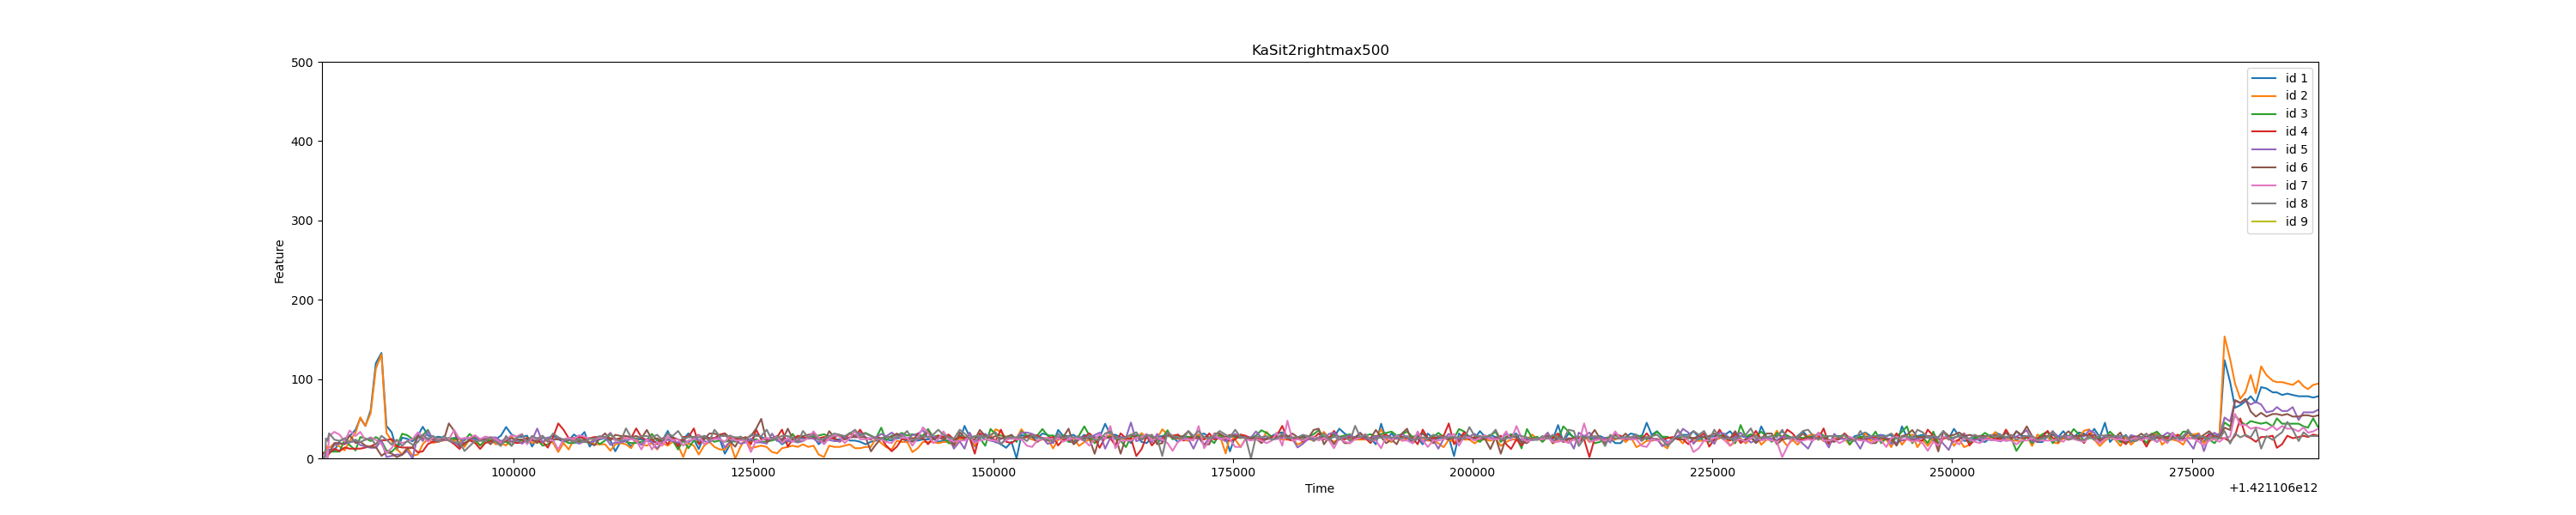 KaSit2rightmax500
500
400
300
200
100
0
Feature
id 1
id 2
id 3
id 4
id 5
id 6
id 7
id 8
id 9
100000 125000 150000 175000 200000 225000 250000 275000
Time
+1.421106e12